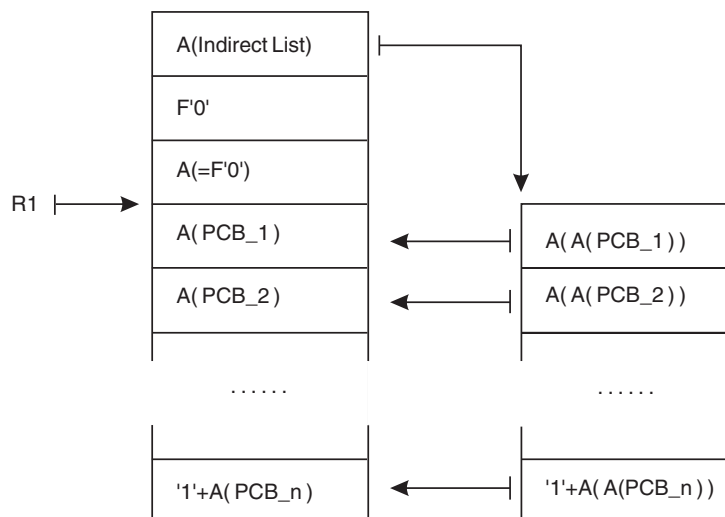 A(Indirect List)
F'0'
A(=F'0')
R1
A(PCB_1)
A(A(PCB_1))
A(PCB_2)
A(A(PCB_2))
......
......
'1'+A(PCB_n)
'1'+A(A(PCB_n))